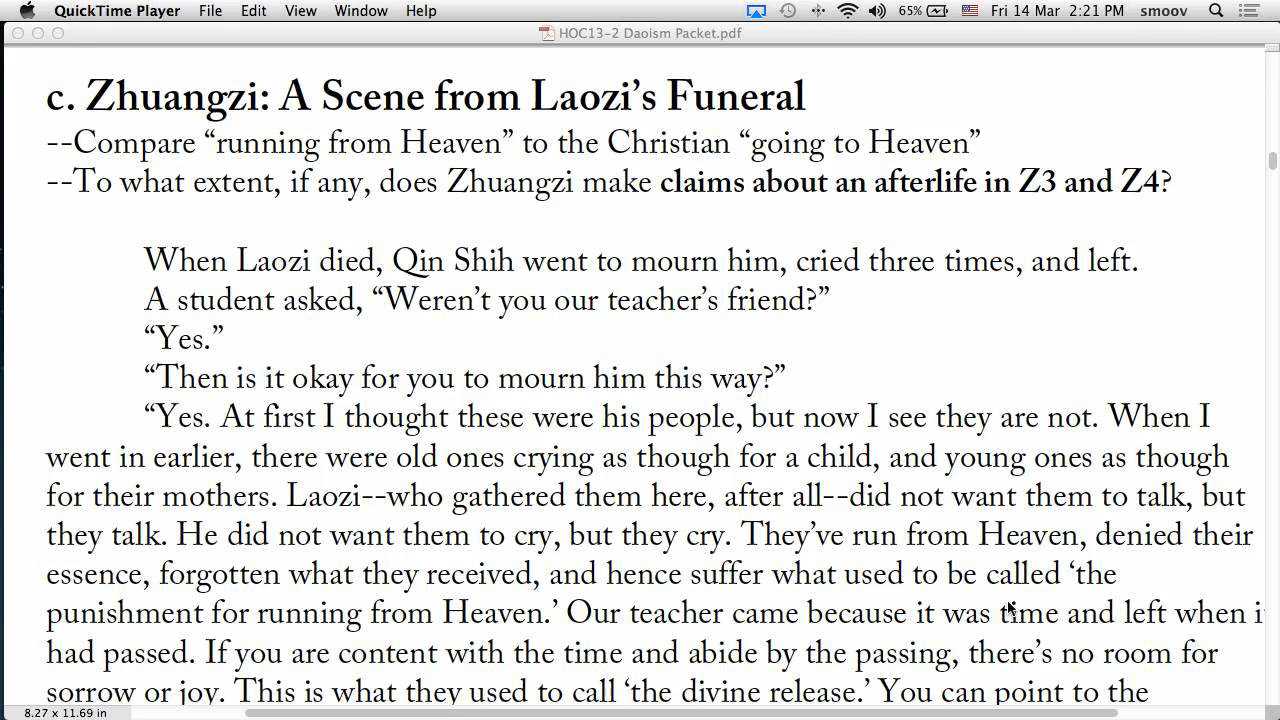 QuickTime Player File Edit View Window Help 65% Fri 14 Mar 2:21 PM smoov
HOC13-2 Daoism Packet.pdf
c. Zhuangzi: A Scene from Laozi’s Funeral
--Compare “running from Heaven” to the Christian “going to Heaven”
--To what extent, if any, does Zhuangzi make claims about an afterlife in Z3 and Z4?
When Laozi died, Qin Shih went to mourn him, cried three times, and left.
A student asked, “Weren’t you our teacher’s friend?”
“Yes.”
“Then is it okay for you to mourn him this way?”
“Yes. At first I thought these were his people, but now I see they are not. When I
went in earlier, there were old ones crying as though for a child, and young ones as though
for their mothers. Laozi--who gathered them here, after all--did not want them to talk, but
they talk. He did not want them to cry, but they cry. They’ve run from Heaven, denied their
essence, forgotten what they received, and hence suffer what used to be called ‘the
punishment for running from Heaven.’ Our teacher came because it was time and left when
had passed. If you are content with the time and abide by the passing, there’s no room for
sorrow or joy. This is what they used to call ‘the divine release.’ You can point to the
8.27 x 11.69 in